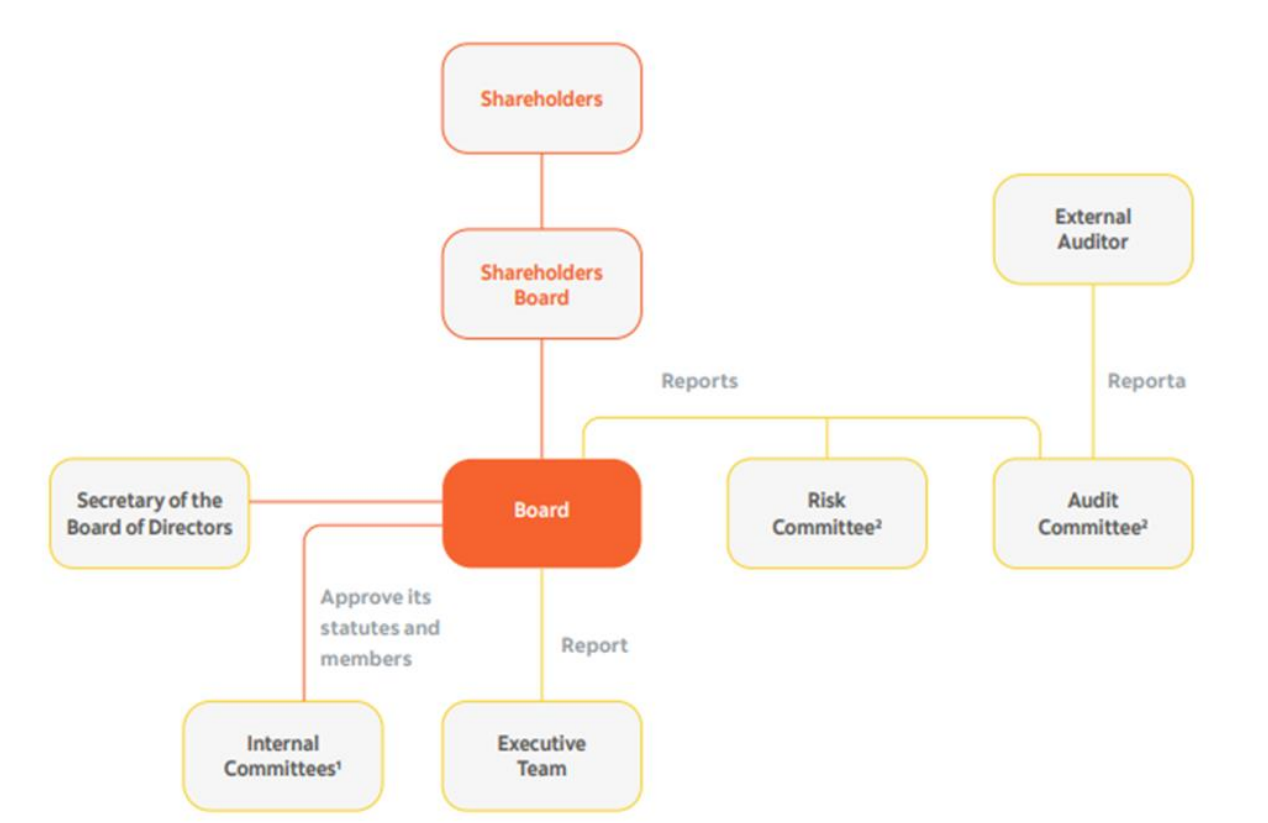 Shareholders
External
Auditor
Shareholders
Board
Reports
Reporta
Secretary of the
Board of Directors
Board
Risk
Committee²
Audit
Committee²
Approve its
statutes and
members
Report
Internal
Committees¹
Executive
Team